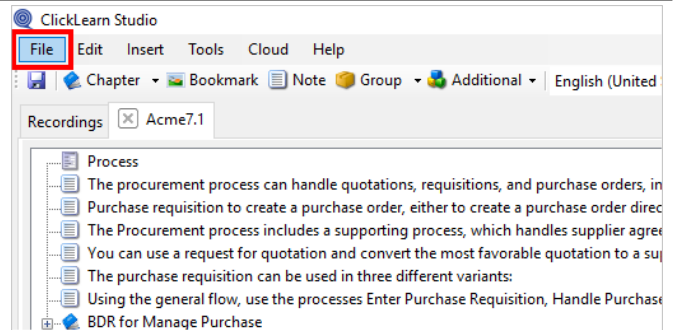 ClickLearn Studio
File Edit Insert Tools Cloud Help
Chapter Bookmark Note Group Additional English (United
Recordings Acme7.1
Process
The procurement process can handle quotations, requisitions, and purchase orders, in
Purchase requisition to create a purchase order, either to create a purchase order direc
The Procurement process includes a supporting process, which handles supplier agree
You can use a request for quotation and convert the most favorable quotation to a su
The purchase requisition can be used in three different variants:
Using the general flow, use the processes Enter Purchase Requisition, Handle Purchase
BDR for Manage Purchase